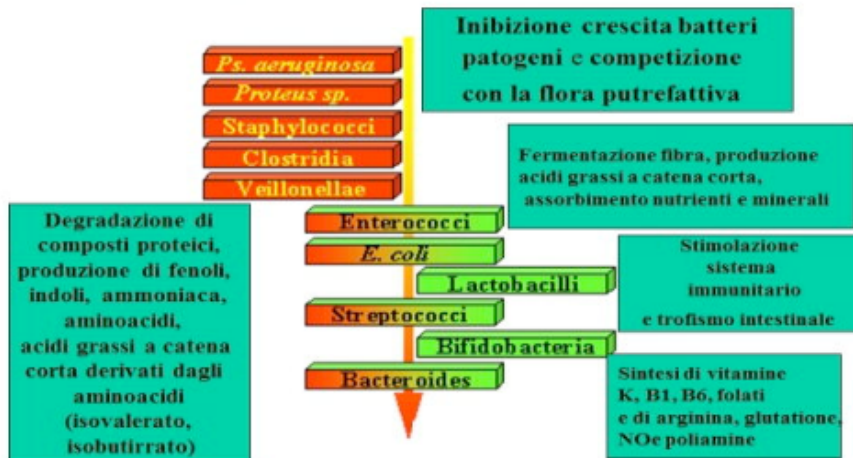 Inibizione crescita batteri
patogeni e competizione
con la flora putrefattiva
Ps. aeruginosa
Proteus sp.
Staphylococci
Clostridia
Veillonellae
Fermentazione fibra, produzione
acidi grassi a catena corta,
assorbimento nutrienti e minerali
Degradazione di
composti proteici,
produzione di fenoli,
indoli, ammoniaca,
aminoacidi,
acidi grassi a catena
corta derivati dagli
aminoacidi
(isovalerato,
isobutirrato)
Enterococci
E. coli
Lactobacilli
Streptococci
Bifidobacteria
Bacteroides
Stimolazione
sistema
immunitario
e trofismo intestinale
Sintesi di vitamine
K, B1, B6, folati
e di arginina, glutatione,
NOe poliamine